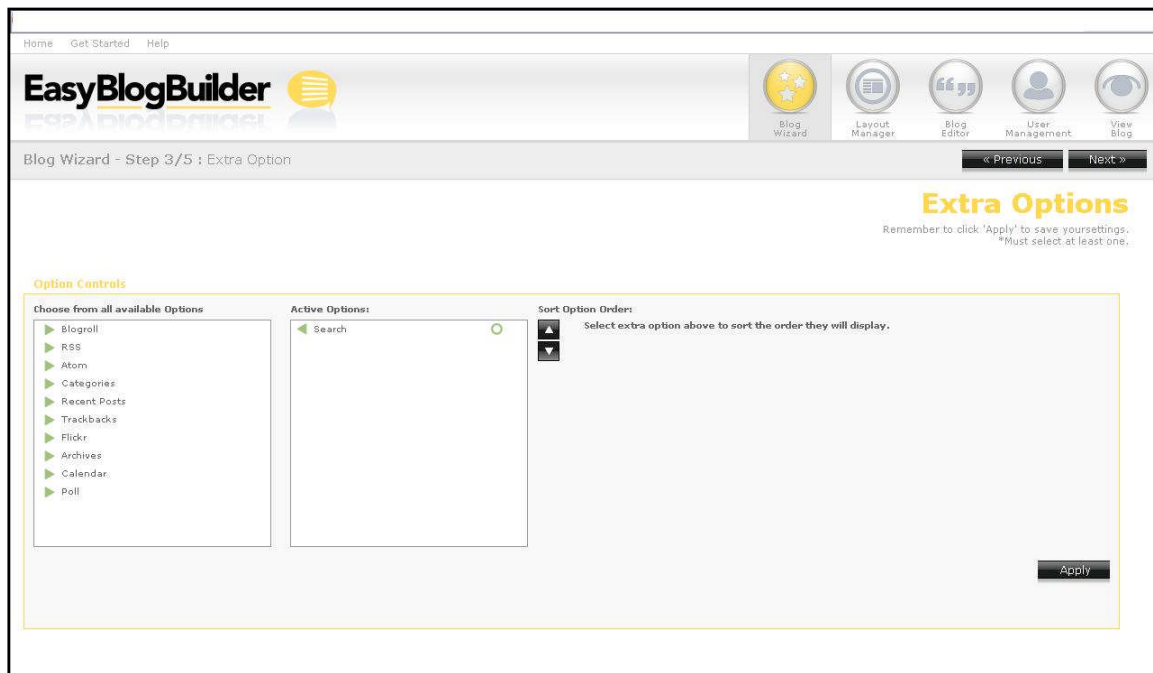 Home Get Started Help
EasyBlogBuilder
Blog Wizard
Layout Manager
Blog Editor
User Management
View Blog
Blog Wizard - Step 3/5 : Extra Option
« Previous Next »
Extra Options
Remember to click 'Apply' to save yoursettings.
*Must select at least one.
Option Controls
Choose from all available Options
Blogroll
RSS
Atom
Categories
Recent Posts
Trackbacks
Flickr
Archives
Calendar
Poll
Active Options:
Search
Sort Option Order:
Select extra option above to sort the order they will display.
Apply